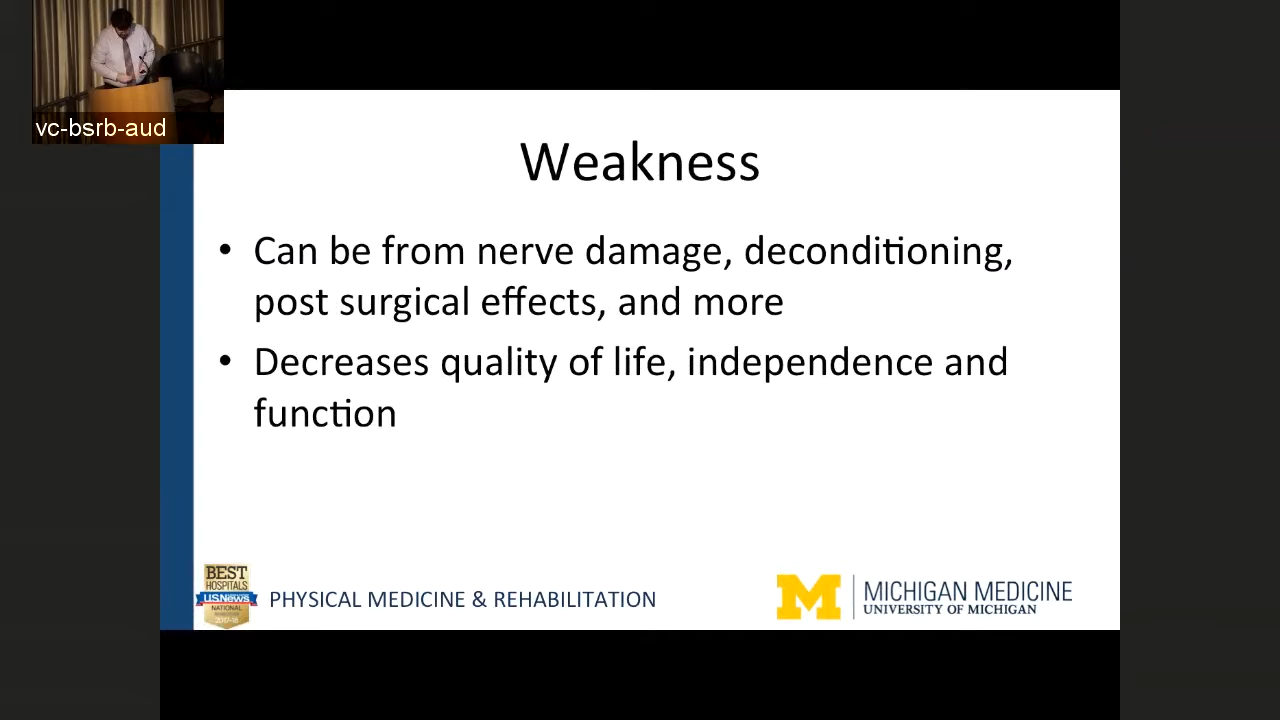 vc-bsrb-aud
Weakness
• Can be from nerve damage, deconditioning,
post surgical effects, and more
• Decreases quality of life, independence and
function
BEST
HOSPITALS
U.S.News
NATIONAL
REHABILITATION
2017-18
PHYSICAL MEDICINE & REHABILITATION
M
MICHIGAN MEDICINE
UNIVERSITY OF MICHIGAN